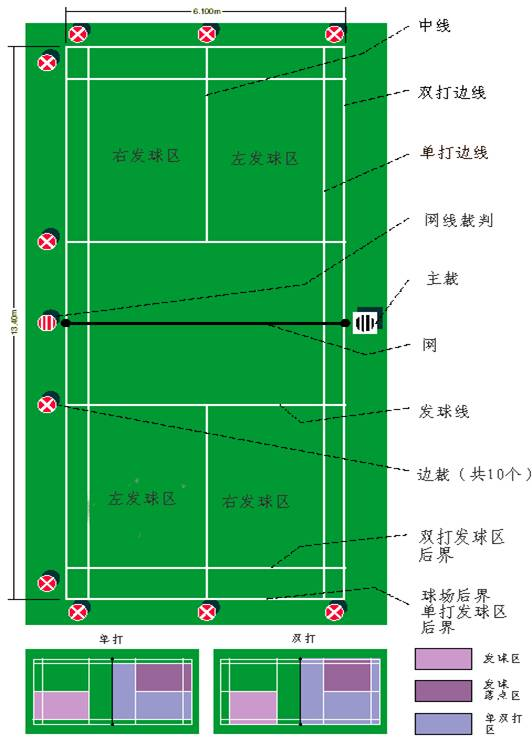 6.100m
中线
双打边线
右发球区
左发球区
单打边线
网线裁判
主裁
13.40m
网
发球线
边裁（共10个）
左发球区
右发球区
双打发球区
后界
球场后界
单打发球区
后界
单打
双打
发球区
发球
落点区
单双打
区